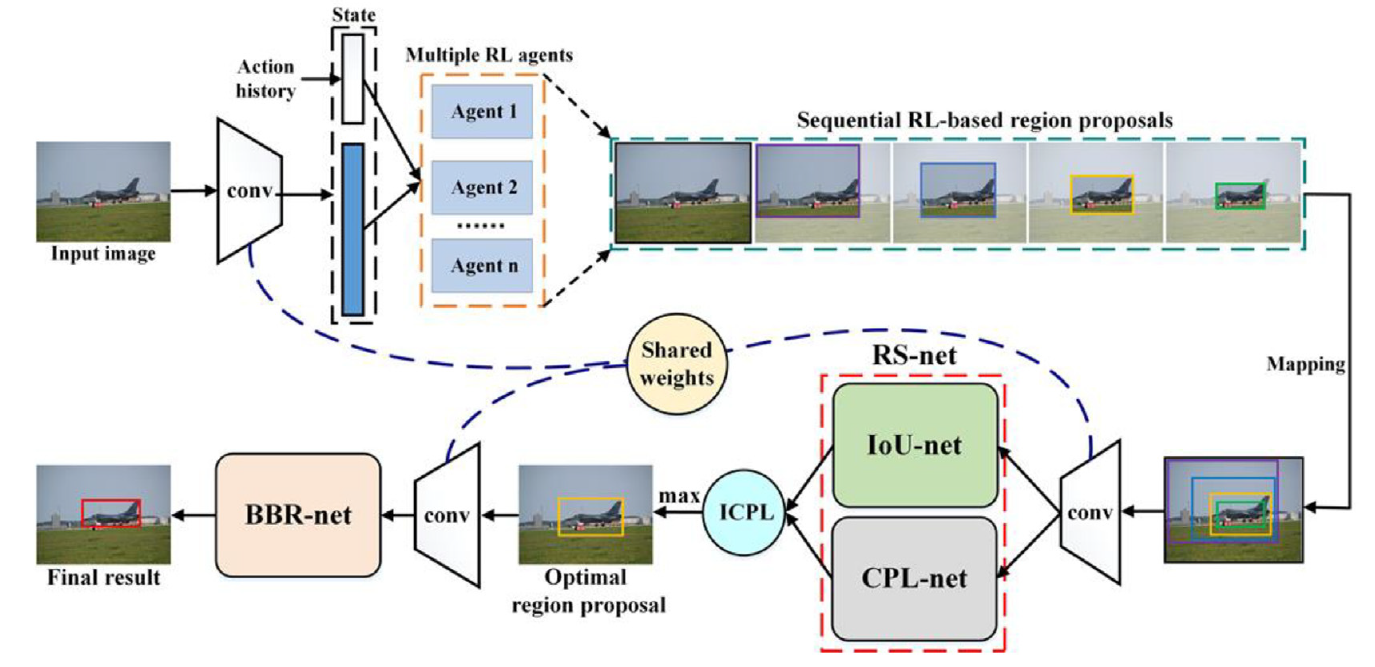 State
Multiple RL agents
Action
history
Agent 1
Sequential RL-based region proposals
conv
Agent 2
......
Input image
Agent n
Shared
weights
RS-net
Mapping
IoU-net
BBR-net
conv
max
ICPL
conv
CPL-net
Final result
Optimal
region proposal